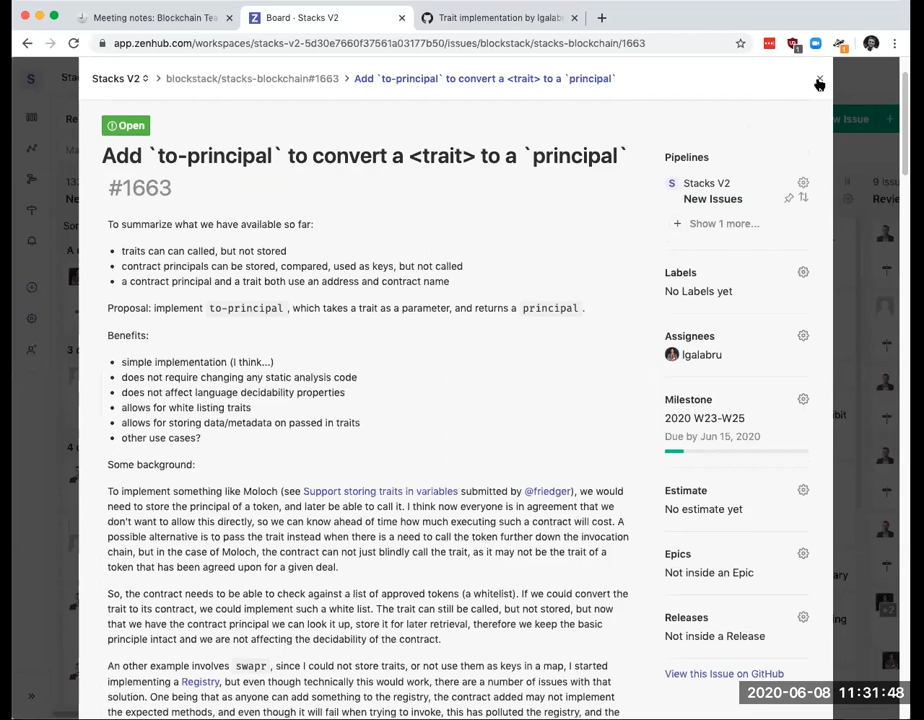 Meeting notes: Blockchain Tea
Board · Stacks V2
Trait implementation by lgalab
app.zenhub.com/workspaces/stacks-v2-5d30e7660f37561a03177b50/issues/blockstack/stacks-blockchain/1663
Stacks V2
blockstack/stacks-blockchain#1663
Add `to-principal` to convert a <trait> to a `principal`
Open
Add `to-principal` to convert a <trait> to a `principal`
#1663
To summarize what we have available so far:
traits can can called, but not stored
contract principals can be stored, compared, used as keys, but not called
a contract principal and a trait both use an address and contract name
Proposal: implement to-principal , which takes a trait as a parameter, and returns a principal .
Benefits:
simple implementation (I think...)
does not require changing any static analysis code
does not affect language decidability properties
allows for white listing traits
allows for storing data/metadata on passed in traits
other use cases?
Some background:
To implement something like Moloch (see Support storing traits in variables submitted by @friedger), we would
need to store the principal of a token, and later be able to call it. I think now everyone is in agreement that we
don't want to allow this directly, so we can know ahead of time how much executing such a contract will cost. A
possible alternative is to pass the trait instead when there is a need to call the token further down the invocation
chain, but in the case of Moloch, the contract can not just blindly call the trait, as it may not be the trait of a
token that has been agreed upon for a given deal.
So, the contract needs to be able to check against a list of approved tokens (a whitelist). If we could convert the
trait to its contract, we could implement such a white list. The trait can still be called, but not stored, but now
that we have the contract principal we can look it up, store it for later retrieval, therefore we keep the basic
principle intact and we are not affecting the decidability of the contract.
An other example involves swapr , since I could not store traits, or not use them as keys in a map, I started
implementing a Registry, but even though technically this would work, there are a number of issues with that
solution. One being that as anyone can add something to the registry, the contract added may not implement
the expected methods, and even though it will fail when trying to invoke, this has polluted the registry, and the
Pipelines
S Stacks V2
New Issues
Show 1 more...
Labels
No Labels yet
Assignees
lgalabru
Milestone
2020 W23-W25
Due by Jun 15, 2020
Estimate
No estimate yet
Epics
Not inside an Epic
Releases
Not inside a Release
View this Issue on GitHub
w Issue
9 issue
Revie
2020-06-08 11:31:48